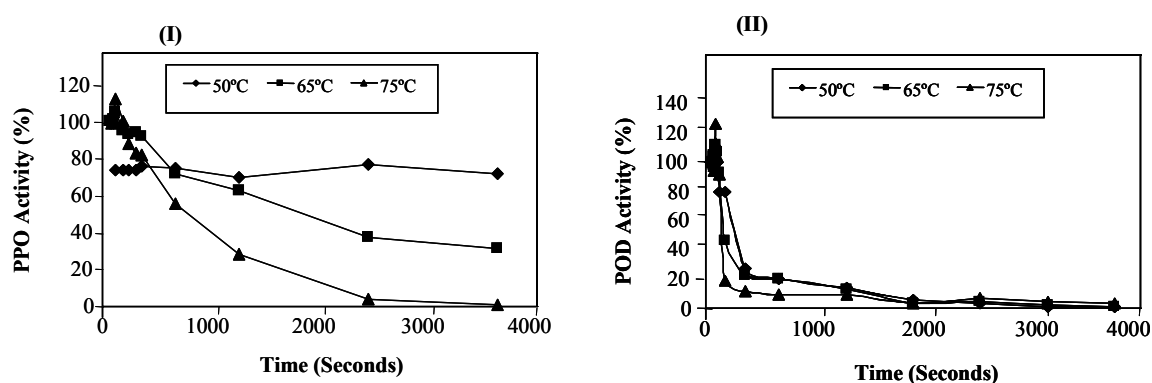 (I)
50ºC 65ºC 75ºC
120
100
80
60
40
20
0
PPO Activity (%)
0 1000 2000 3000 4000
Time (Seconds)
(II)
50ºC 65ºC 75ºC
140
120
100
80
60
40
20
0
POD Activity (%)
0 1000 2000 3000 4000
Time (Seconds)